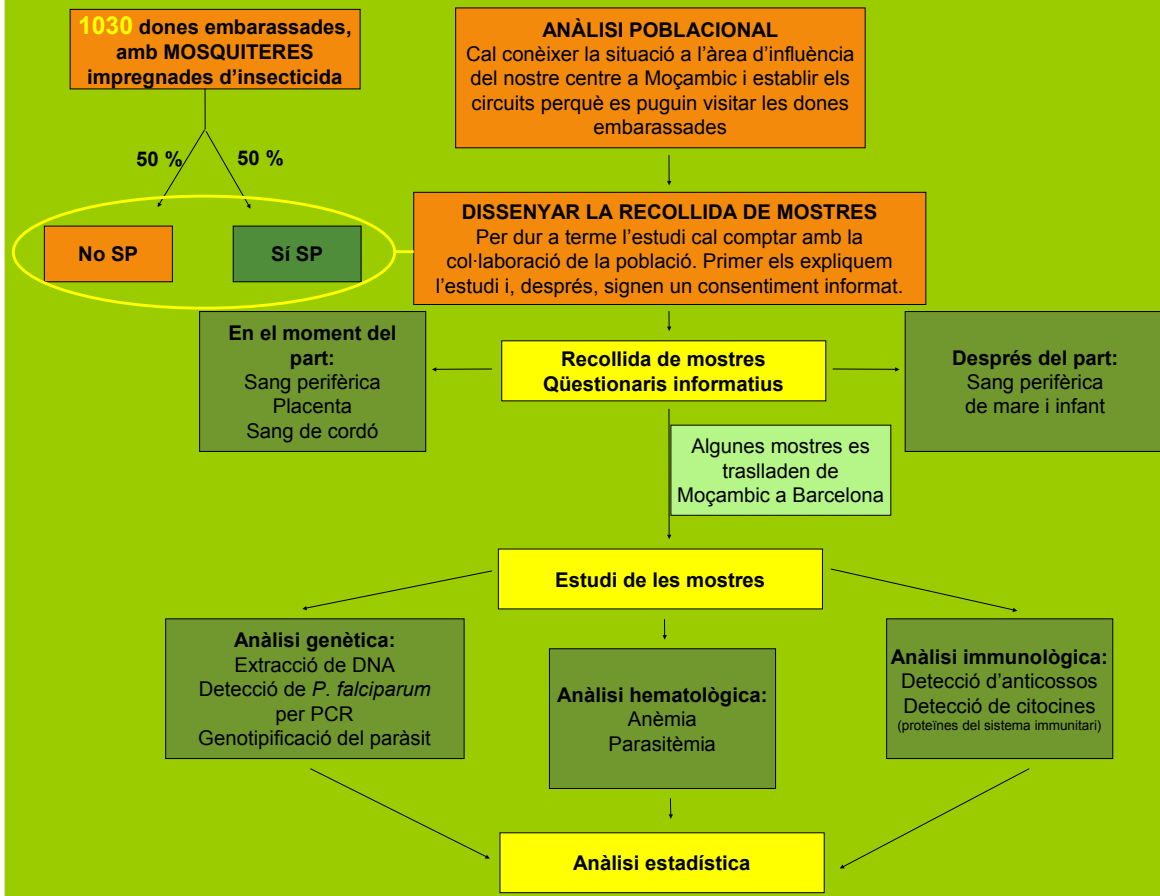 1030 dones embarassades,
amb MOSQUITERES
impregnades d'insecticida
50 %
50 %
No SP
Sí SP
ANÀLISI POBLACIONAL
Cal conèixer la situació a l'àrea d'influència
del nostre centre a Moçambic i establir els
circuits perquè es puguin visitar les dones
embarassades
DISSENYAR LA RECOLLIDA DE MOSTRES
Per dur a terme l'estudi cal comptar amb la
col·laboració de la població. Primer els expliquem
l'estudi i, després, signen un consentiment informat.
En el moment del
part:
Sang perifèrica
Placenta
Sang de cordó
Recollida de mostres
Qüestionaris informatius
Després del part:
Sang perifèrica
de mare i infant
Algunes mostres es
traslladen de
Moçambic a Barcelona
Estudi de les mostres
Anàlisi genètica:
Extracció de DNA
Detecció de P. falciparum
per PCR
Genotipificació del paràsit
Anàlisi hematològica:
Anèmia
Parasitèmia
Anàlisi immunològica:
Detecció d'anticossos
Detecció de citocines
(proteïnes del sistema immunitari)
Anàlisi estadística